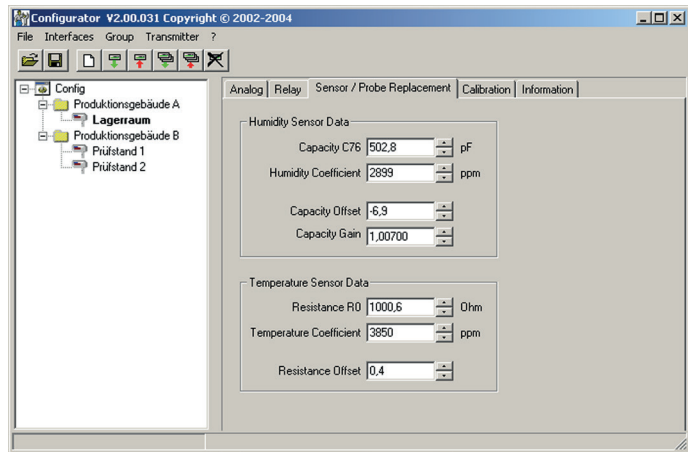 Configurator V2.00.031 Copyright © 2002-2004
File Interfaces Group Transmitter ?
Config
Produktionsgebäude A
Lagerraum
Produktionsgebäude B
Prüfstand 1
Prüfstand 2
Analog Relay Sensor / Probe Replacement Calibration Information
Humidity Sensor Data
Capacity C76 502,8 pF
Humidity Coefficient 2899 ppm
Capacity Offset -6,9
Capacity Gain 1,00700
Temperature Sensor Data
Resistance R0 1000,6 Ohm
Temperature Coefficient 3850 ppm
Resistance Offset 0,4